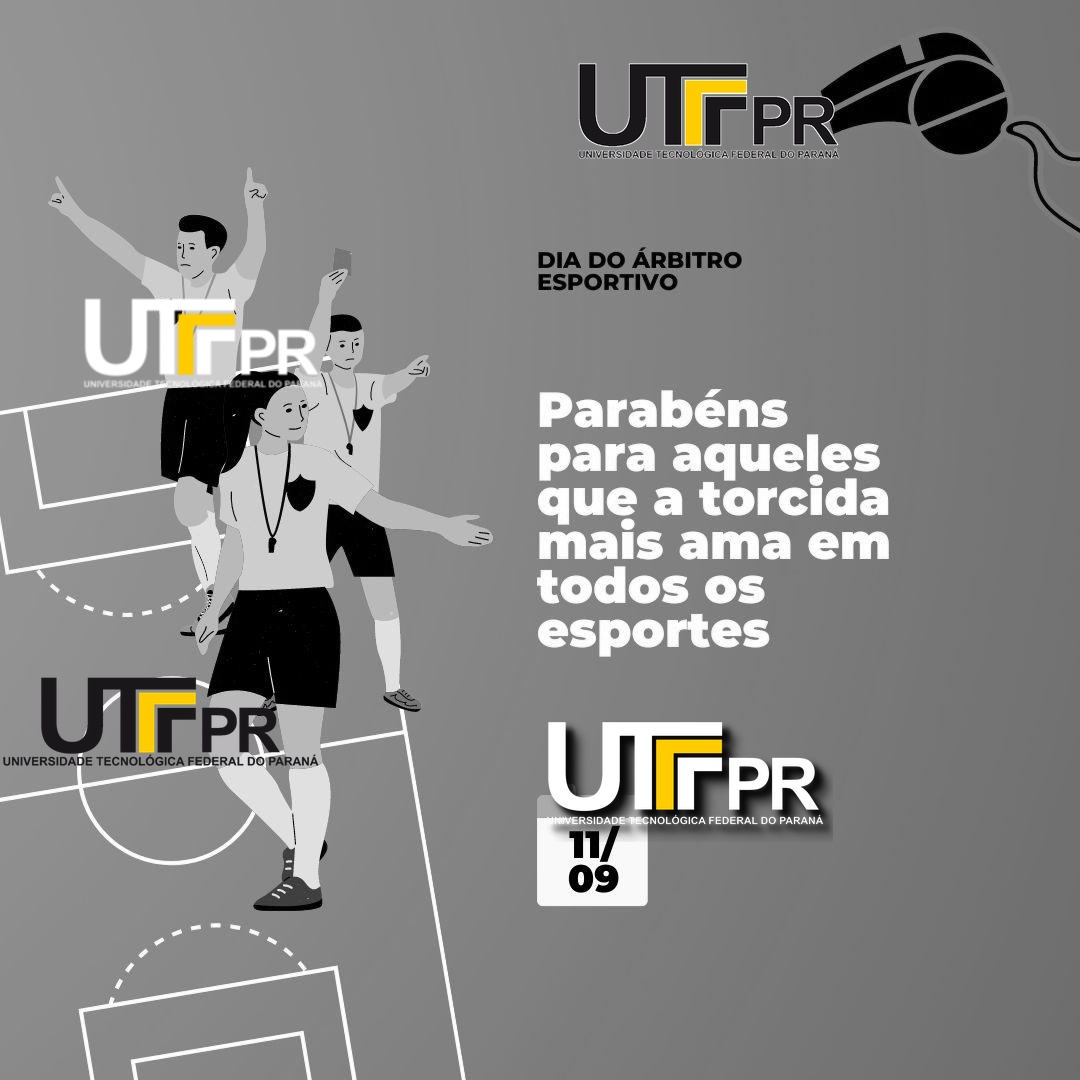 UTFPR
UNIVERSIDADE TECNOLÓGICA FEDERAL DO PARANÁ
DIA DO ÁRBITRO
ESPORTIVO
UTFPR
UNIVERSIDADE TECNOLÓGICA FEDERAL DO PARANÁ
Parabéns
para aqueles
que a torcida
mais ama em
todos os
esportes
UTFPR
UNIVERSIDADE TECNOLÓGICA FEDERAL DO PARANÁ
UTFPR
UNIVERSIDADE TECNOLÓGICA FEDERAL DO PARANÁ
11/
09